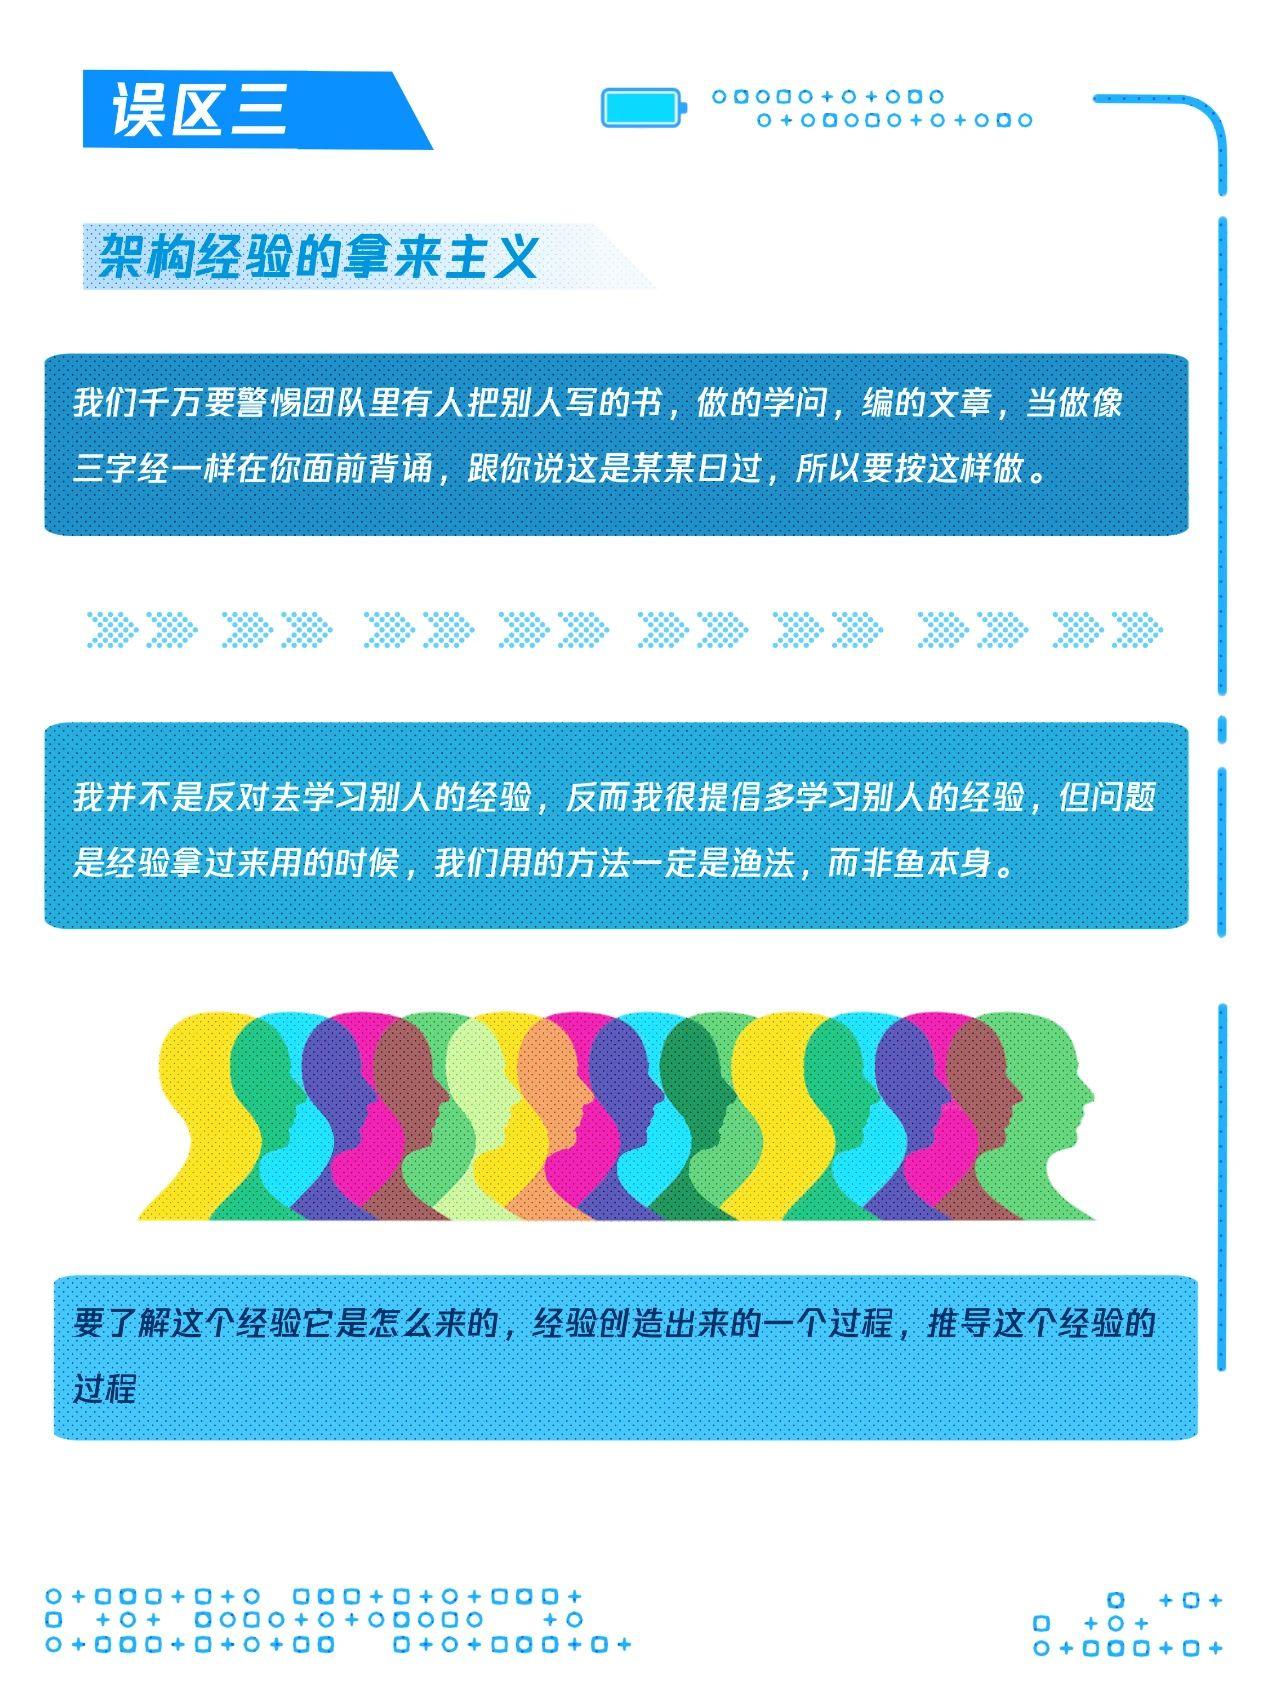 误区三
架构经验的拿来主义
我们千万要警惕团队里有人把别人写的书，做的学问，编的文章，当做像
三字经一样在你面前背诵，跟你说这是某某曰过，所以要按这样做。
我并不是反对去学习别人的经验，反而我很提倡多学习别人的经验，但问题
是经验拿过来用的时候，我们用的方法一定是渔法，而非鱼本身。
要了解这个经验它是怎么来的，经验创造出来的一个过程，推导这个经验的
过程